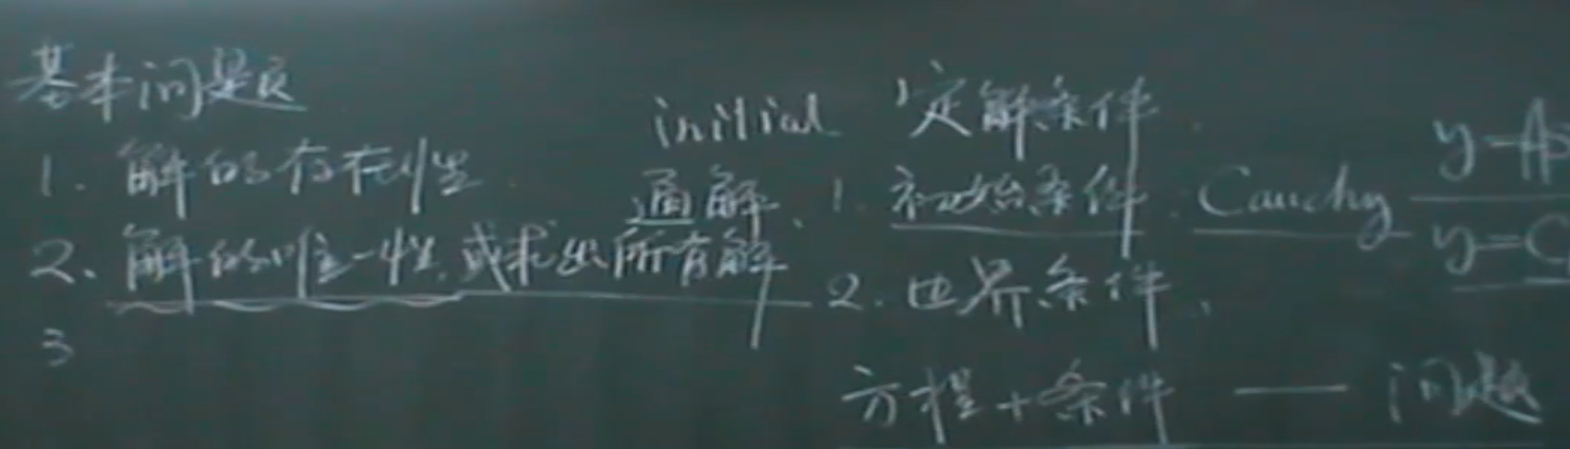 基本问题
1. 解的存在性.
2、解的唯一性,或求出所有解
3
initial
通解、
定解条件.
1. 初始条件. Cauchy
2. 边界条件、
方程+条件 —— 问题
y=A
y=C